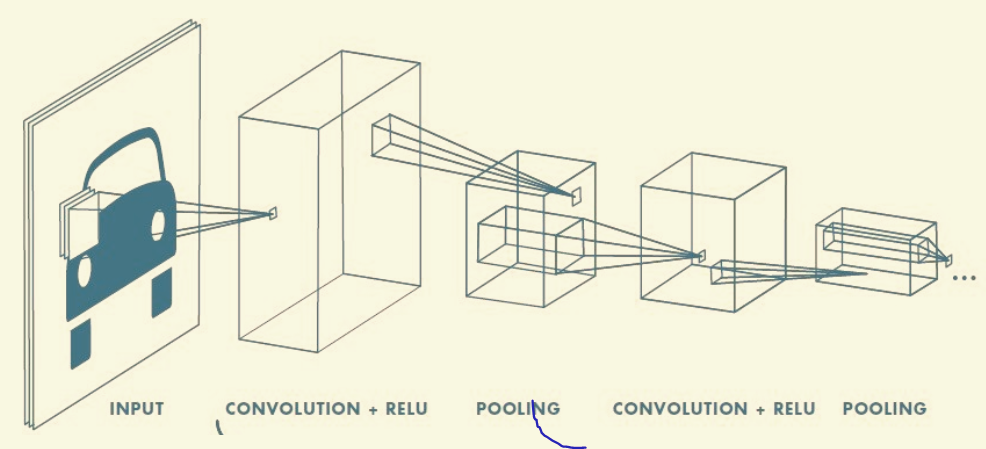 INPUT CONVOLUTION + RELU POOLING CONVOLUTION + RELU POOLING
...